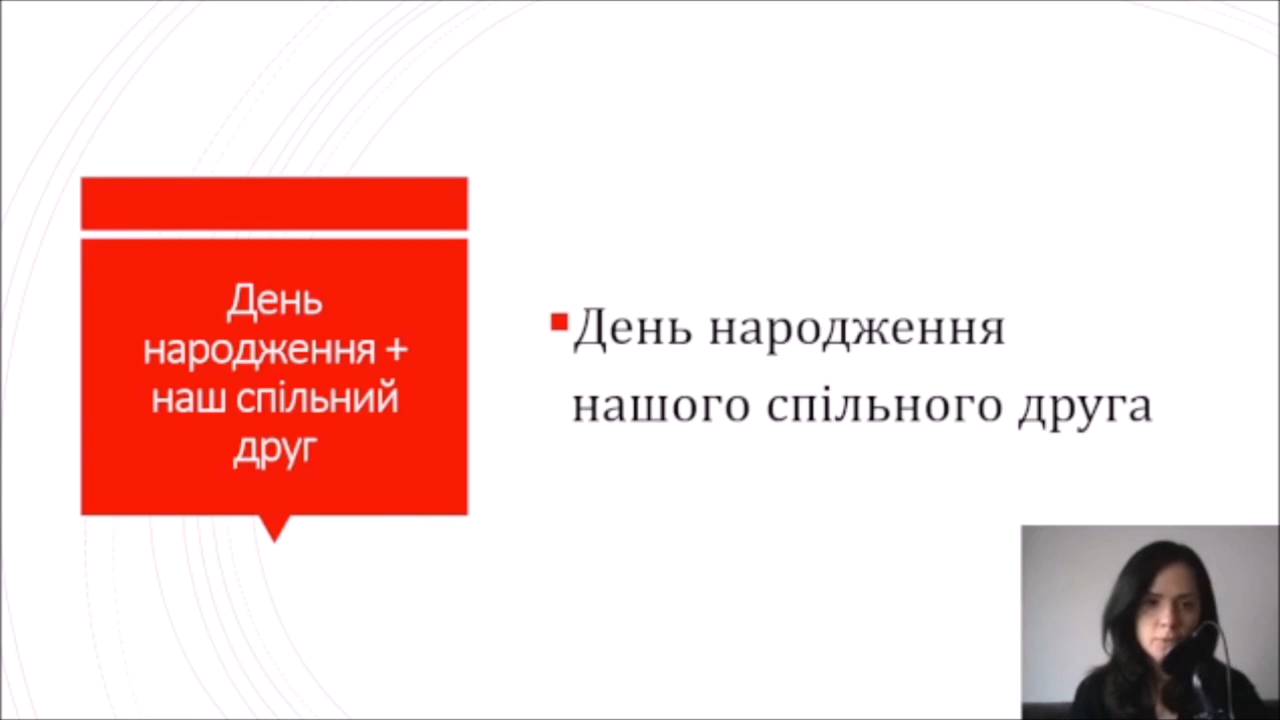 День
народження +
наш спільний
друг
День народження
нашого спільного друга